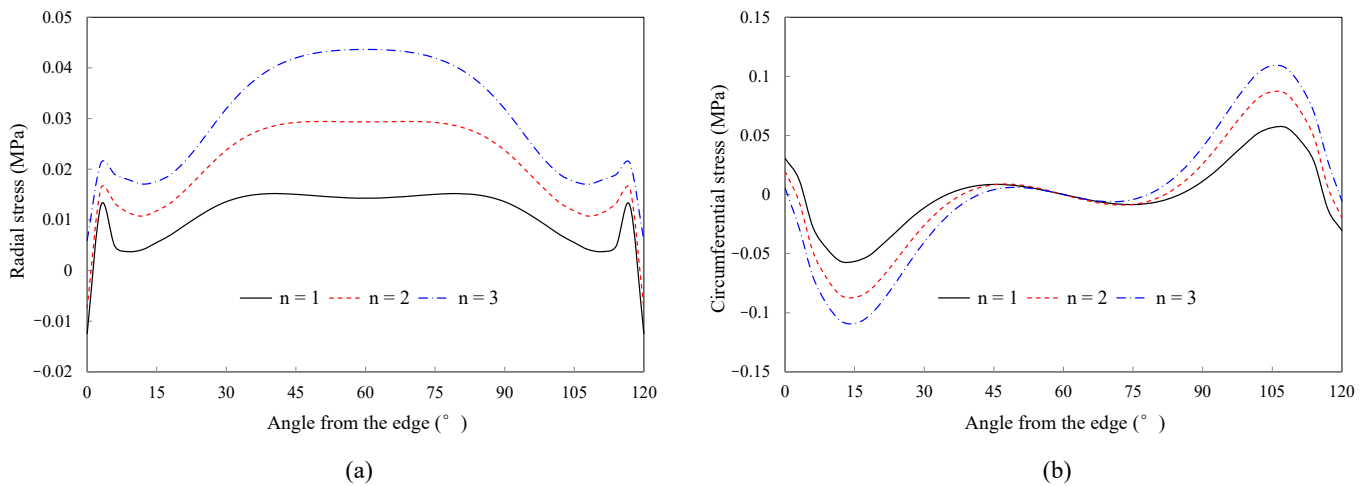 0.05
0.04
0.03
0.02
0.01
0
−0.01
−0.02
Radial stress (MPa)
n = 1 n = 2 n = 3
0 15 30 45 60 75 90 105 120
Angle from the edge (° )
(a)
0.15
0.1
0.05
0
−0.05
−0.1
−0.15
Circumferential stress (MPa)
n = 1 n = 2 n = 3
0 15 30 45 60 75 90 105 120
Angle from the edge (° )
(b)